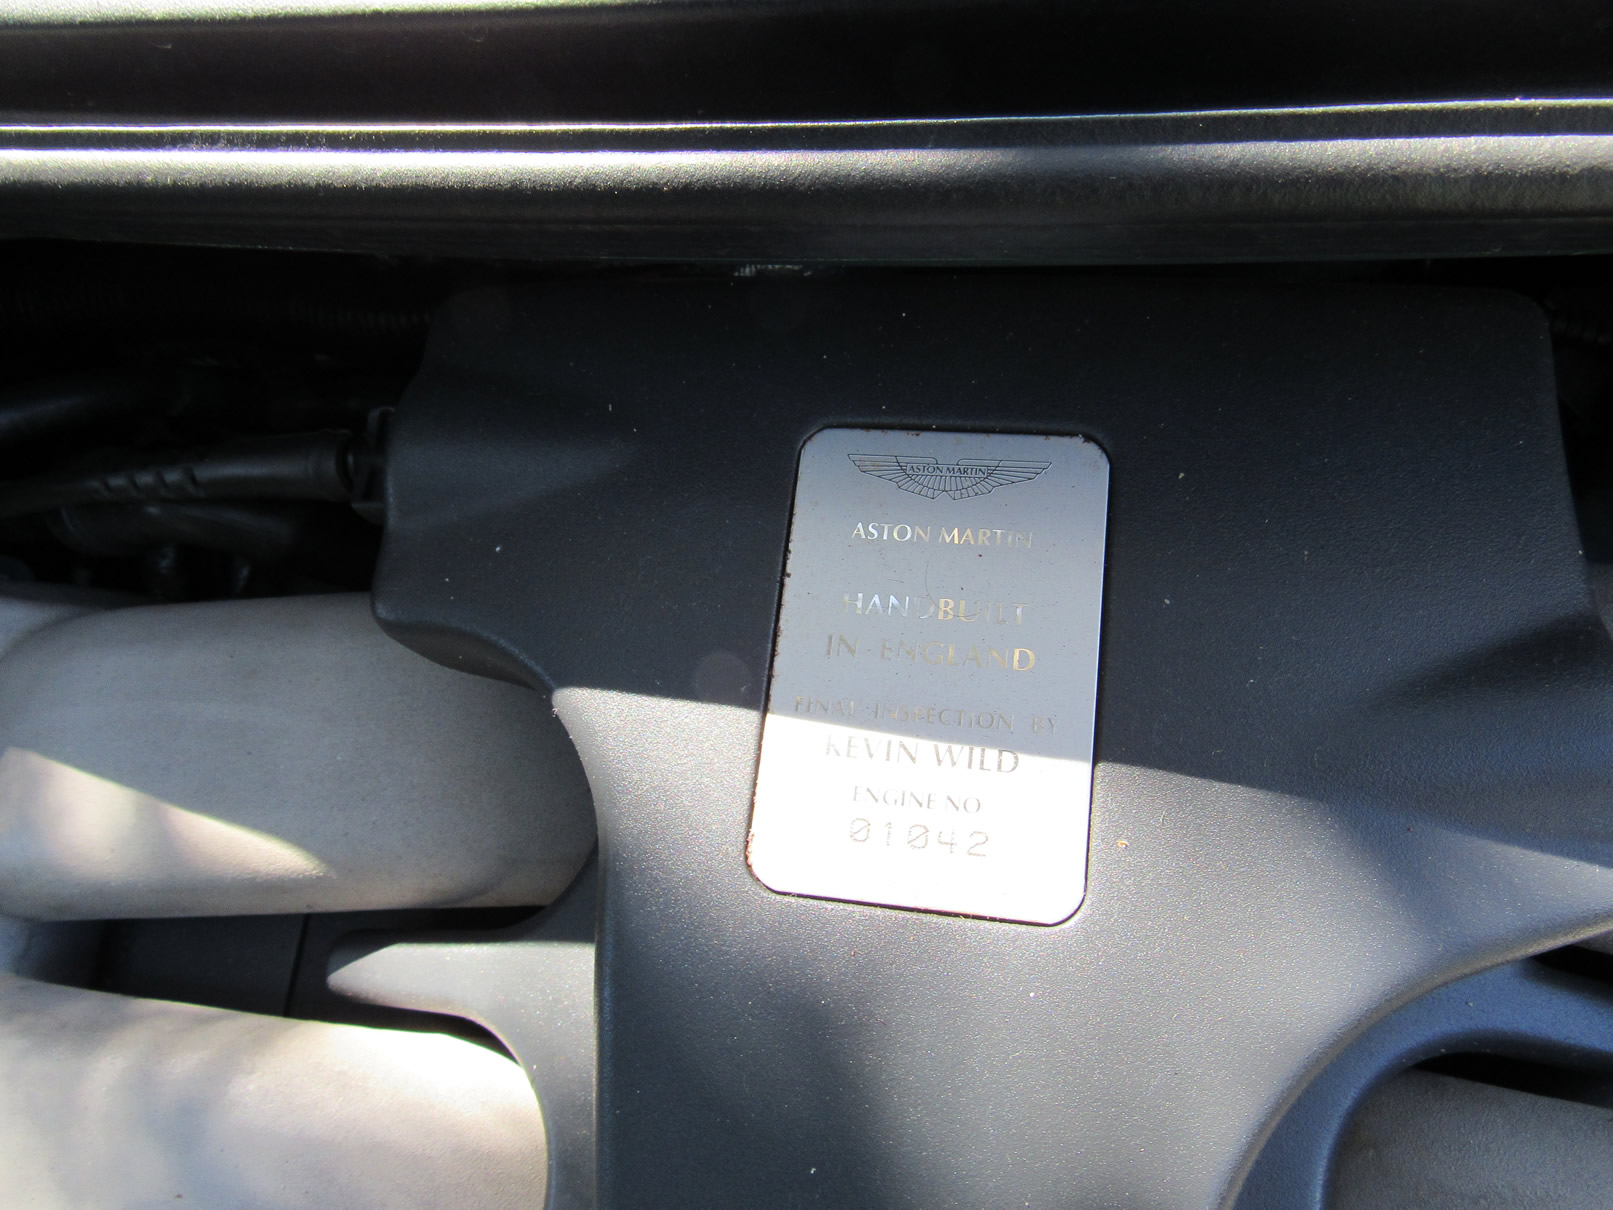 ASTON MARTIN
ASTON MARTIN
HANDBUILT
IN ENGLAND
FINAL INSPECTION BY
KEVIN WILD
ENGINE NO
01042